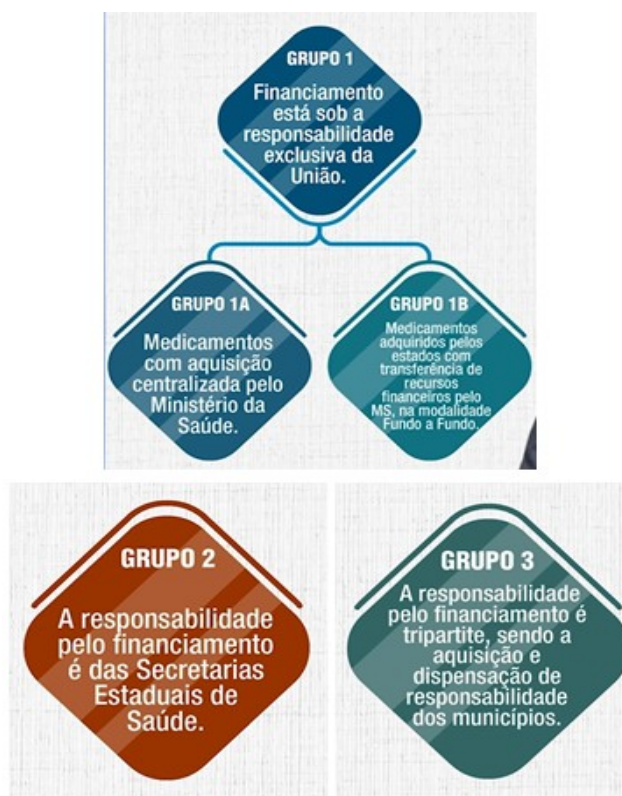 GRUPO 1
Financiamento
está sob a
responsabilidade
exclusiva da
União.
GRUPO 1A
Medicamentos
com aquisição
centralizada pelo
Ministério da
Saúde.
GRUPO 1B
Medicamentos
adquiridos pelos
estados com
transferência de
recursos
financeiros pelo
MS, na modalidade
Fundo a Fundo.
GRUPO 2
A responsabilidade
pelo financiamento
é das Secretarias
Estaduais de
Saúde.
GRUPO 3
A responsabilidade
pelo financiamento é
tripartite, sendo a
aquisição e
dispensação de
responsabilidade
dos municípios.